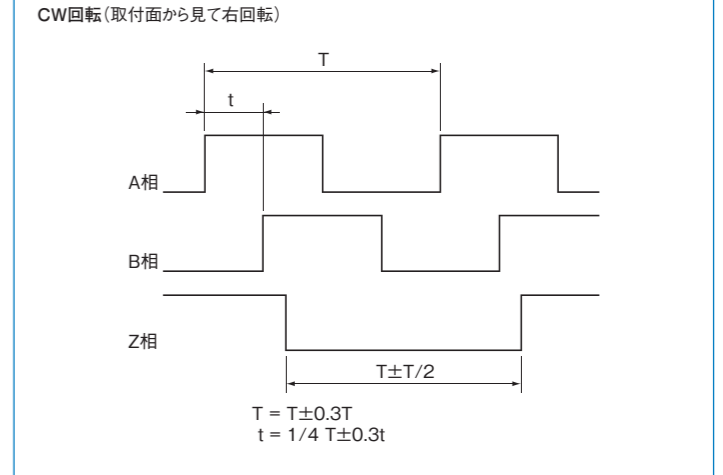 CW回転（取付面から見て右回転）
T
t
A相
B相
Z相
T±T/2
T = T±0.3T
t = 1/4 T±0.3t